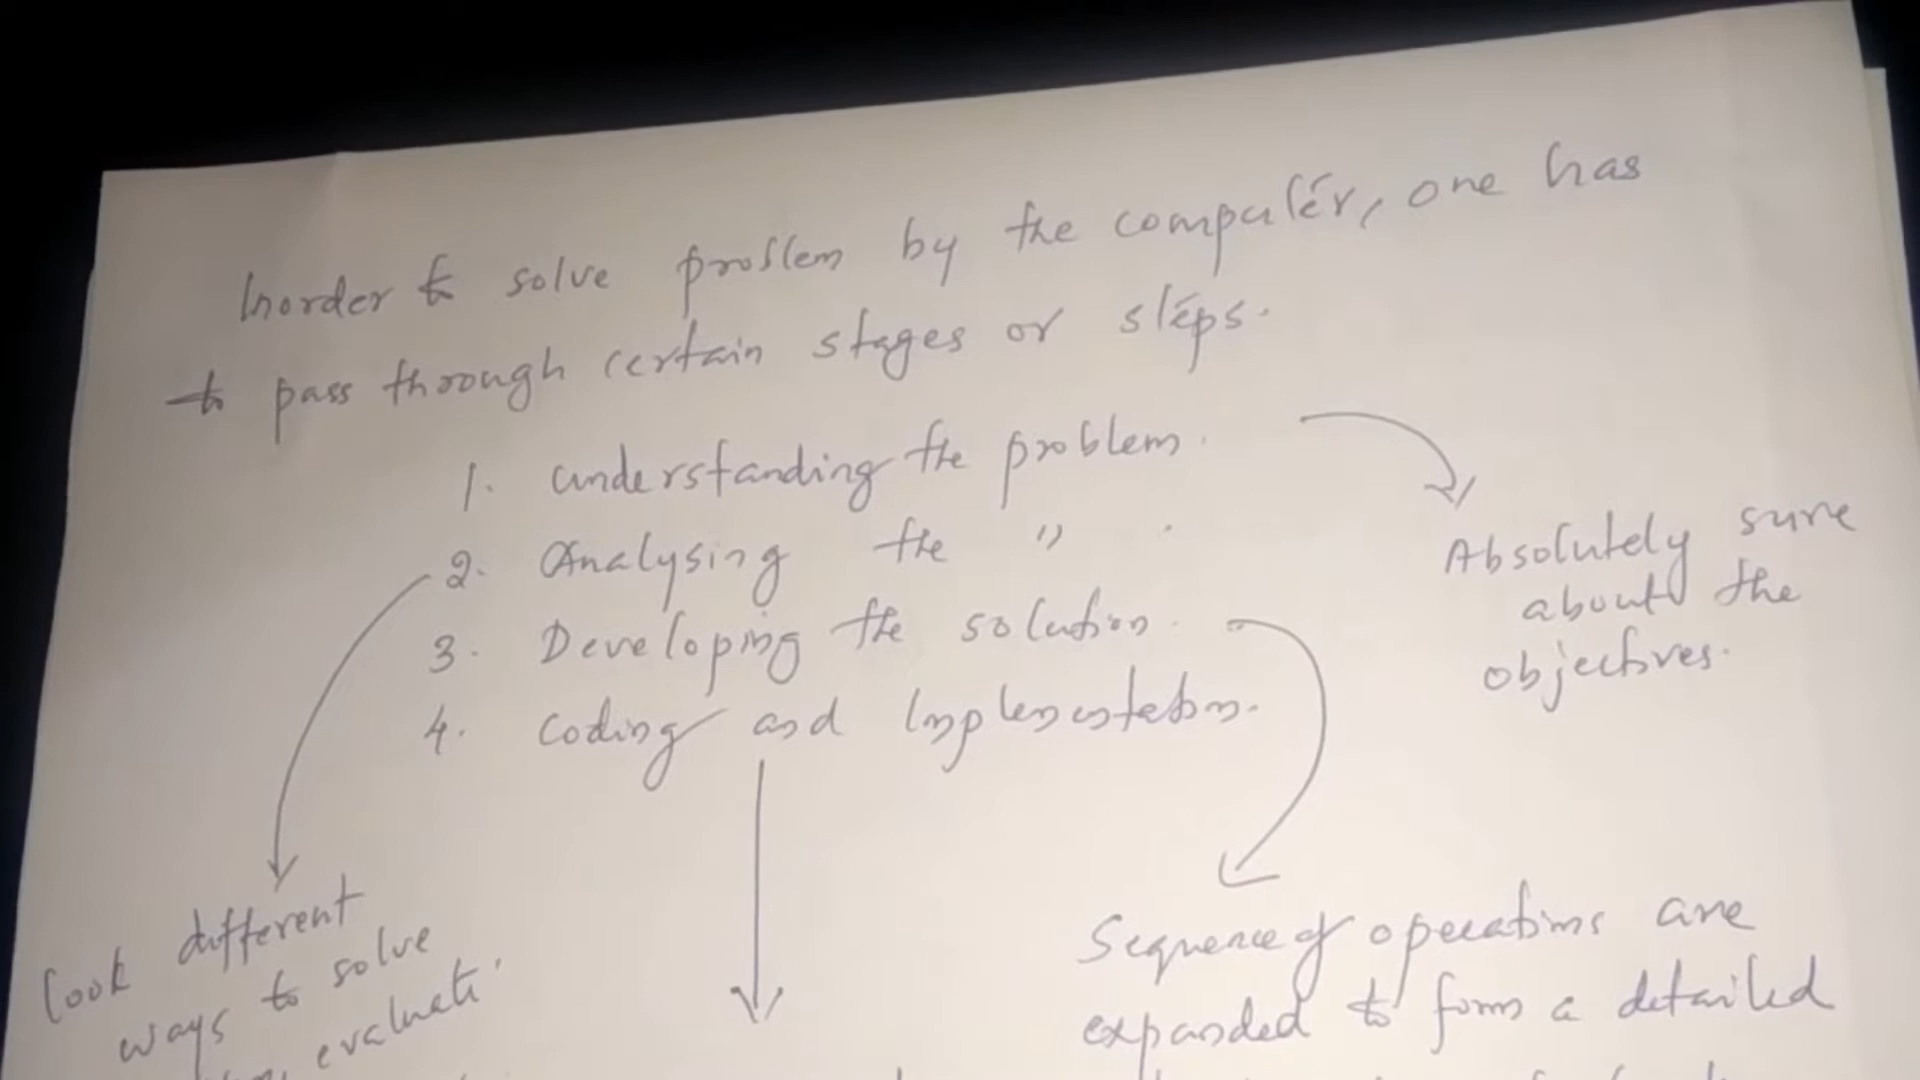 Inorder to solve problem by the computer, one has
to pass through certain stages or steps.
1. understanding the problem.
2. Analysing the " .
3. Developing the solution.
4. Coding and Implementation.
Absolutely sure
about the
objectives.
look different
ways to solve
evaluate.
Sequence of operations are
expanded to form a detailed